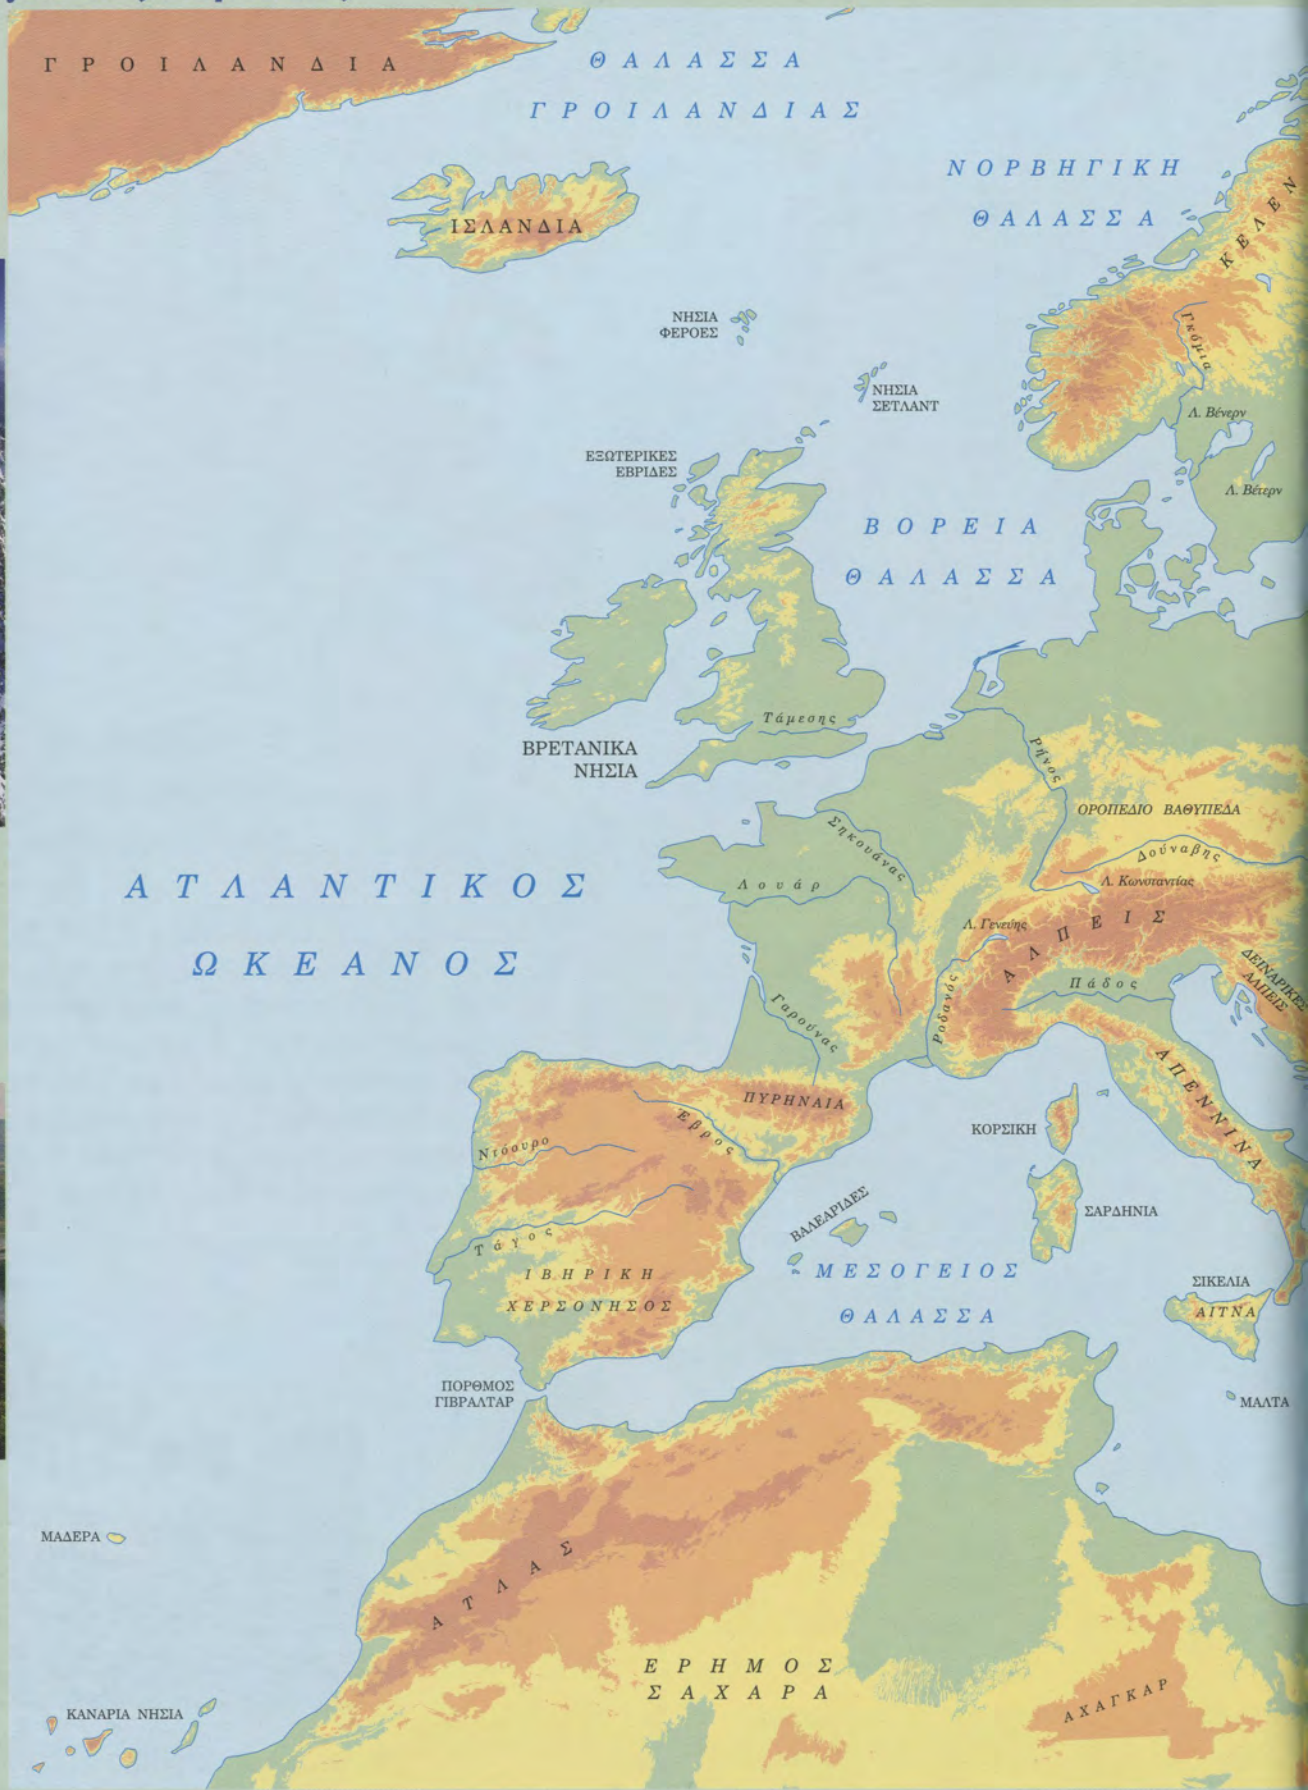 ΓΡΟΙΛΑΝΔΙΑ
ΘΑΛΑΣΣΑ
ΓΡΟΙΛΑΝΔΙΑΣ
ΝΟΡΒΗΓΙΚΗ
ΘΑΛΑΣΣΑ
ΚΕΛΕΝ
ΙΣΛΑΝΔΙΑ
ΝΗΣΙΑ
ΦΕΡΟΕΣ
Γκόμια
ΝΗΣΙΑ
ΣΕΤΛΑΝΤ
Λ. Βένερν
ΕΞΩΤΕΡΙΚΕΣ
ΕΒΡΙΔΕΣ
Λ. Βέτερν
ΒΟΡΕΙΑ
ΘΑΛΑΣΣΑ
Τάμεσης
ΒΡΕΤΑΝΙΚΑ
ΝΗΣΙΑ
Ρήνος
ΟΡΟΠΕΔΙΟ ΒΑΘΥΠΕΔΑ
Σηκουάνας
Δούναβης
Λουάρ
Λ. Κωνσταντίας
ΑΤΛΑΝΤΙΚΟΣ
ΩΚΕΑΝΟΣ
Λ. Γενεύης
ΑΛΠΕΙΣ
ΔΕΙΝΑΡΙΚΕΣ
ΑΛΠΕΙΣ
Πάδος
Ροδανός
Γαρούνας
ΑΠΕΝΝΙΝΑ
ΠΥΡΗΝΑΙΑ
Έβρος
ΚΟΡΣΙΚΗ
Ντόουρο
ΒΑΛΕΑΡΙΔΕΣ
ΣΑΡΔΗΝΙΑ
Τάγος
ΙΒΗΡΙΚΗ
ΧΕΡΣΟΝΗΣΟΣ
ΜΕΣΟΓΕΙΟΣ
ΘΑΛΑΣΣΑ
ΣΙΚΕΛΙΑ
ΑΙΤΝΑ
ΠΟΡΘΜΟΣ
ΓΙΒΡΑΛΤΑΡ
ΜΑΛΤΑ
ΜΑΔΕΡΑ
ΑΤΛΑΣ
ΕΡΗΜΟΣ
ΣΑΧΑΡΑ
ΑΧΑΓΚΑΡ
ΚΑΝΑΡΙΑ ΝΗΣΙΑ